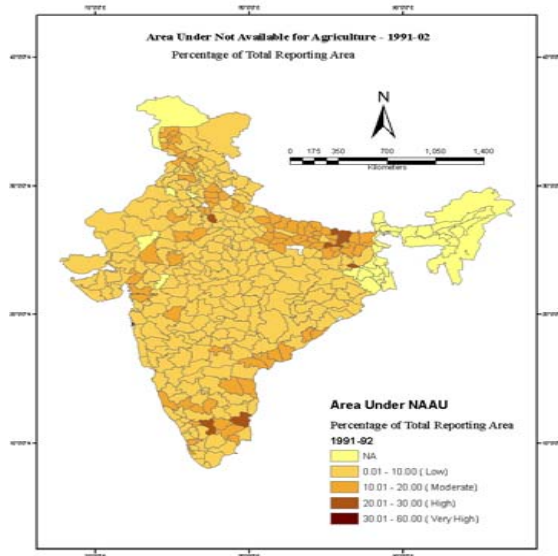 Area Under Not Available for Agriculture - 1991-02
Percentage of Total Reporting Area
N
0 175 350 700 1,050 1,400
Kilometers
Area Under NAAU
Percentage of Total Reporting Area
1991-92
NA
0.01 - 10.00 ( Low)
10.01 - 20.00 ( Moderate)
20.01 - 30.00 ( High)
30.01 - 60.00 ( Very High)